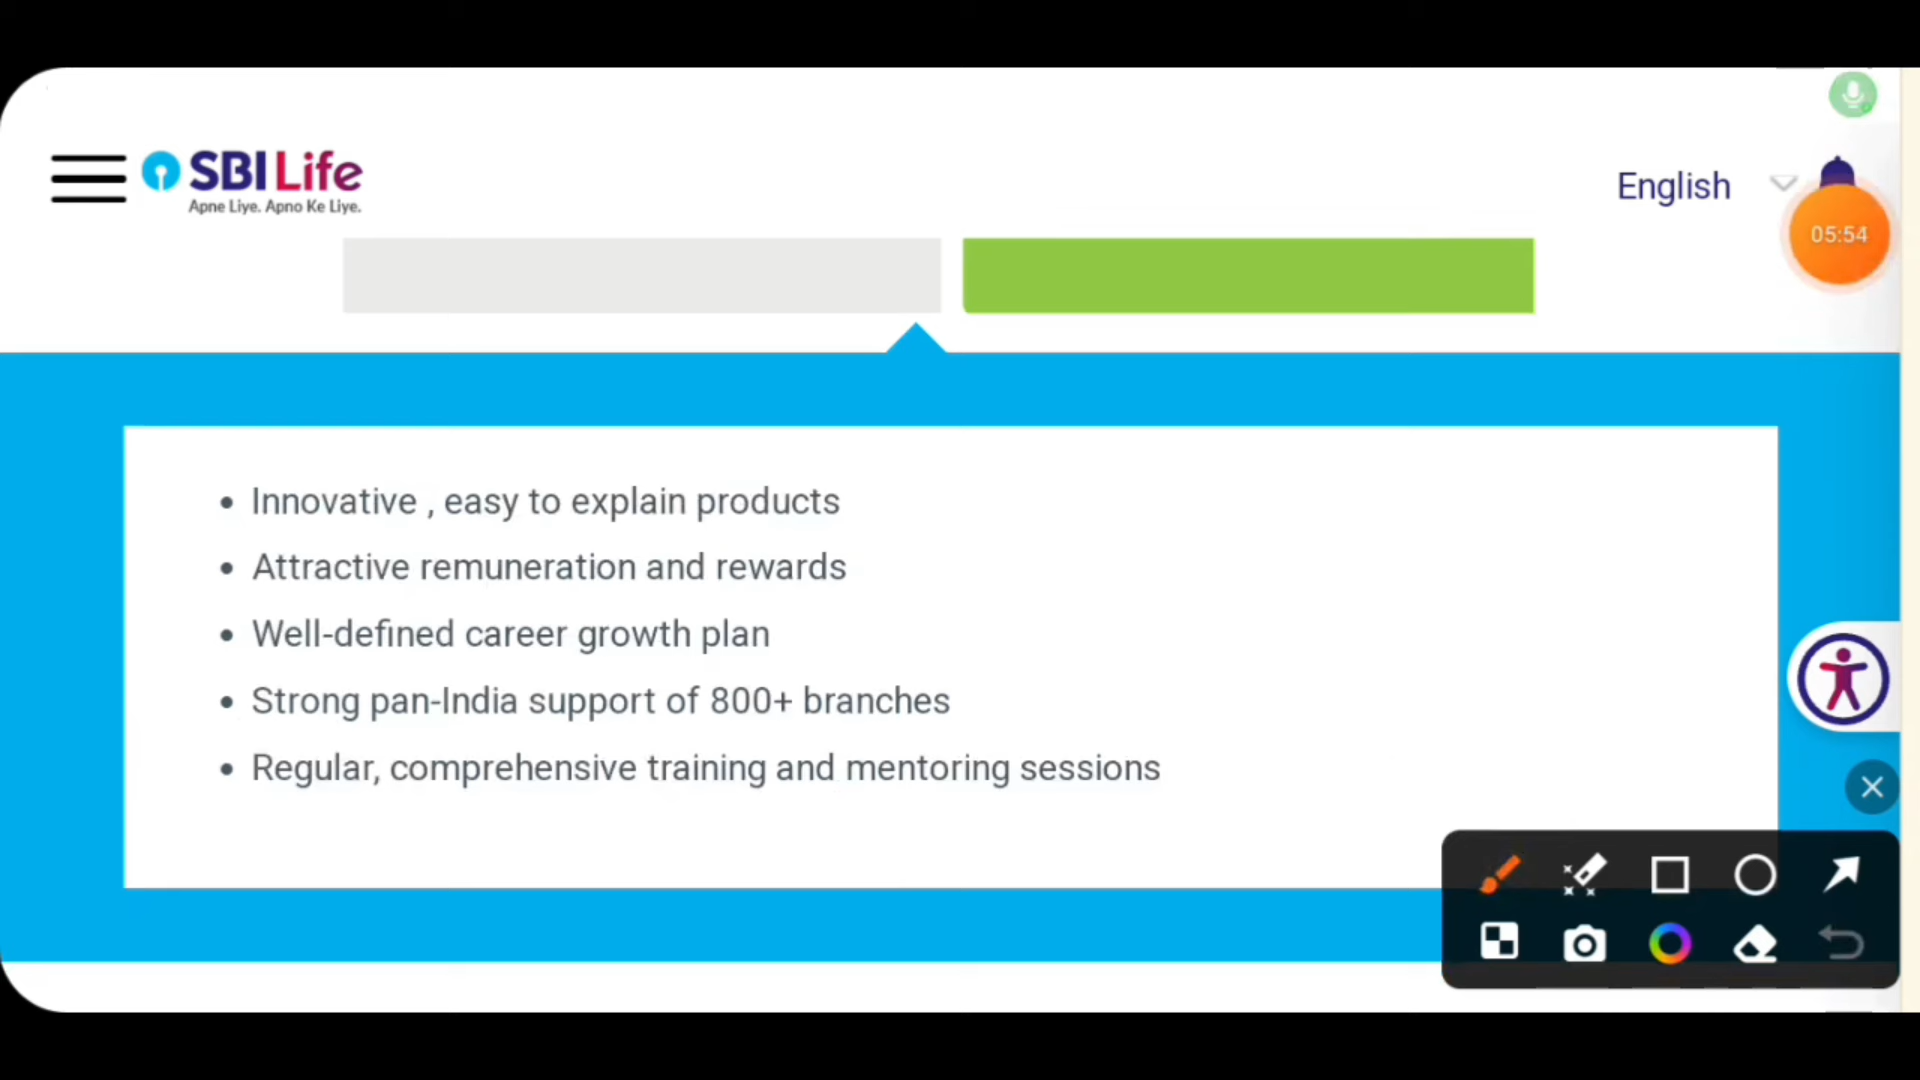 SBI Life
Apne Liye. Apno Ke Liye.
English
05:54
Innovative , easy to explain products
Attractive remuneration and rewards
Well-defined career growth plan
Strong pan-India support of 800+ branches
Regular, comprehensive training and mentoring sessions